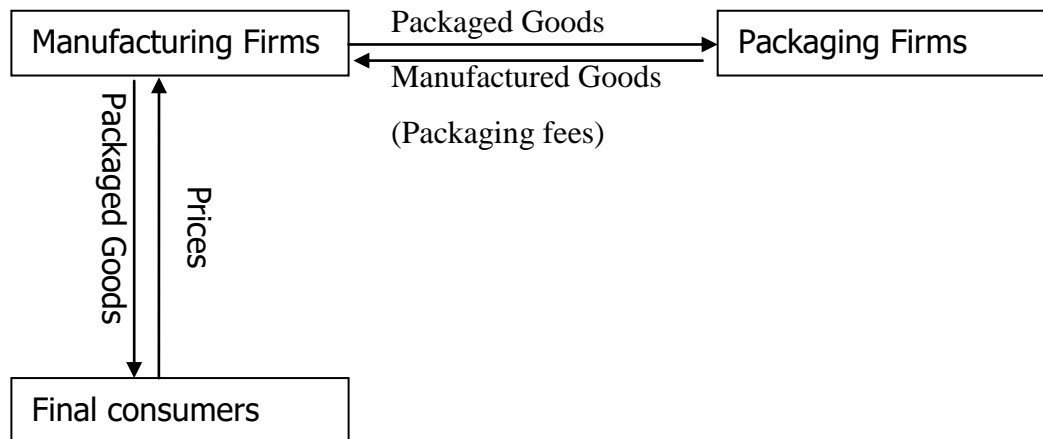 Manufacturing Firms
Packaged Goods
Packaging Firms
Manufactured Goods
(Packaging fees)
Packaged Goods
Prices
Final consumers